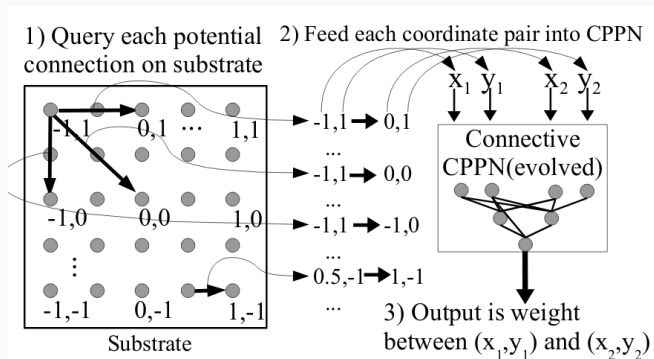 1) Query each potential
connection on substrate
2) Feed each coordinate pair into CPPN
-1,1 0,1 ... 1,1
-1,0 0,0 1,0
...
-1,-1 0,-1 1,-1
Substrate
-1,1 0,1
...
-1,1 0,0
...
-1,1 -1,0
...
0.5,-1 1,-1
...
x1 y1 x2 y2
Connective
CPPN(evolved)
3) Output is weight
between (x1,y1) and (x2,y2)